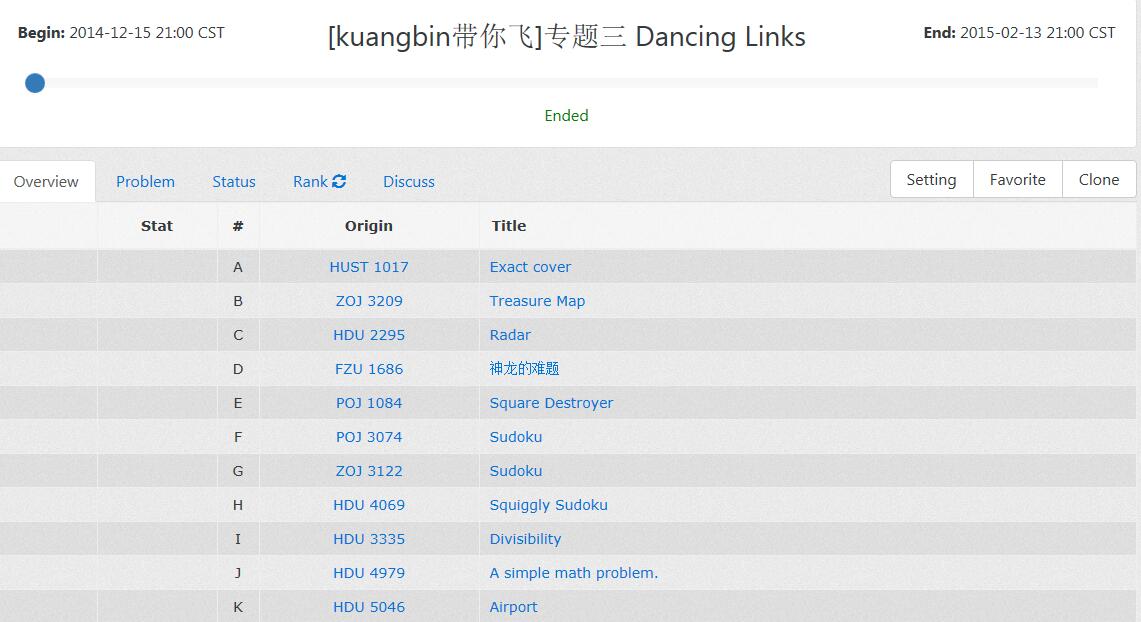 Begin: 2014-12-15 21:00 CST [kuangbin带你飞]专题三 Dancing Links End: 2015-02-13 21:00 CST
Ended
Overview Problem Status Rank Discuss Setting Favorite Clone
Stat # Origin Title
A HUST 1017 Exact cover
B ZOJ 3209 Treasure Map
C HDU 2295 Radar
D FZU 1686 神龙的难题
E POJ 1084 Square Destroyer
F POJ 3074 Sudoku
G ZOJ 3122 Sudoku
H HDU 4069 Squiggly Sudoku
I HDU 3335 Divisibility
J HDU 4979 A simple math problem.
K HDU 5046 Airport